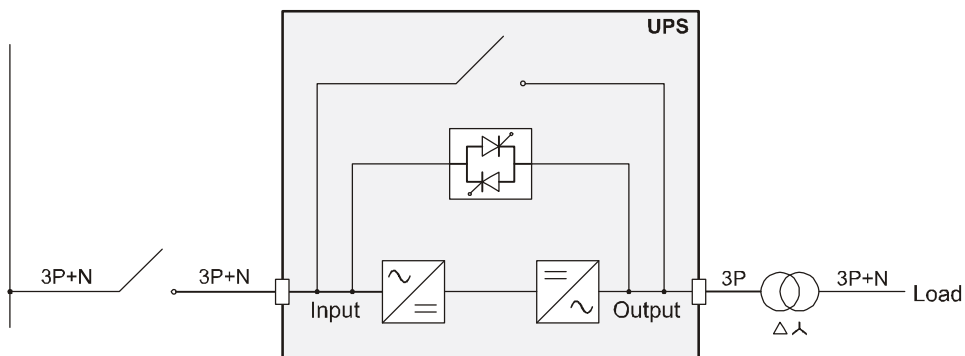 UPS
3P+N
3P+N
Input
Output
3P
3P+N
Load